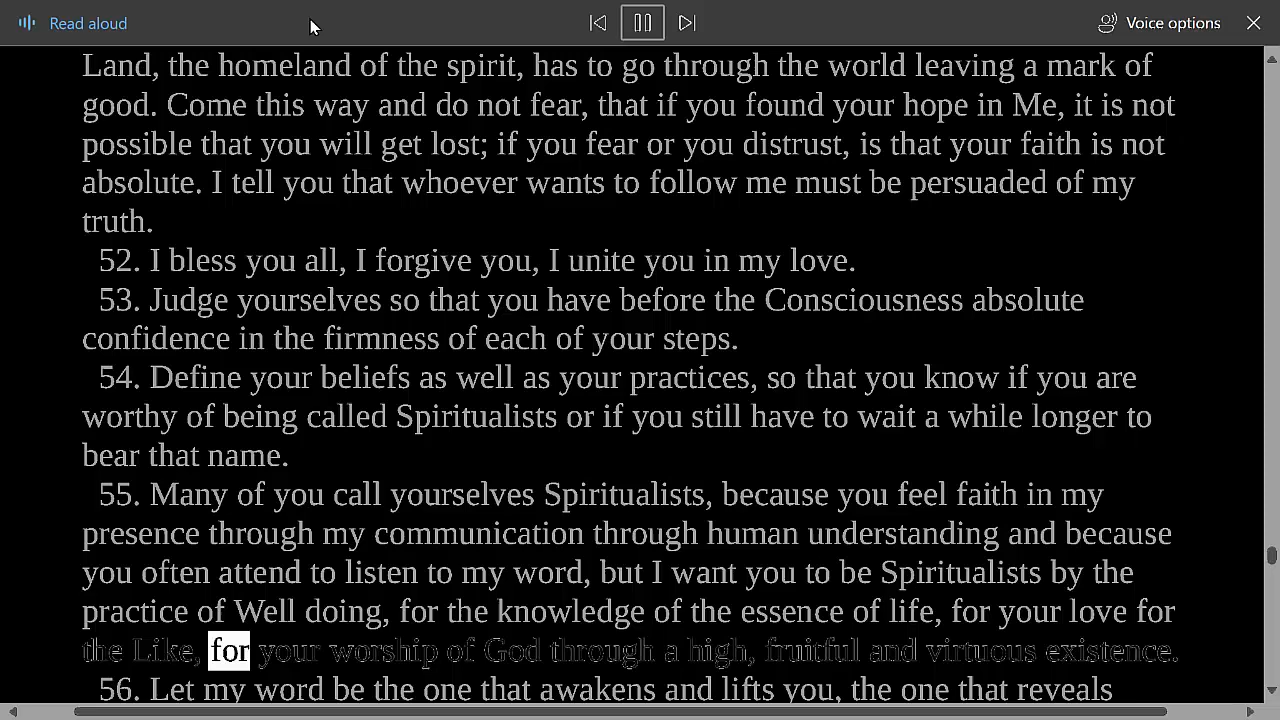 Read aloud
Voice options
Land, the homeland of the spirit, has to go through the world leaving a mark of
good. Come this way and do not fear, that if you found your hope in Me, it is not
possible that you will get lost; if you fear or you distrust, is that your faith is not
absolute. I tell you that whoever wants to follow me must be persuaded of my
truth.
52. I bless you all, I forgive you, I unite you in my love.
53. Judge yourselves so that you have before the Consciousness absolute
confidence in the firmness of each of your steps.
54. Define your beliefs as well as your practices, so that you know if you are
worthy of being called Spiritualists or if you still have to wait a while longer to
bear that name.
55. Many of you call yourselves Spiritualists, because you feel faith in my
presence through my communication through human understanding and because
you often attend to listen to my word, but I want you to be Spiritualists by the
practice of Well doing, for the knowledge of the essence of life, for your love for
the Like, for your worship of God through a high, fruitful and virtuous existence.
56. Let my word be the one that awakens and lifts you, the one that reveals